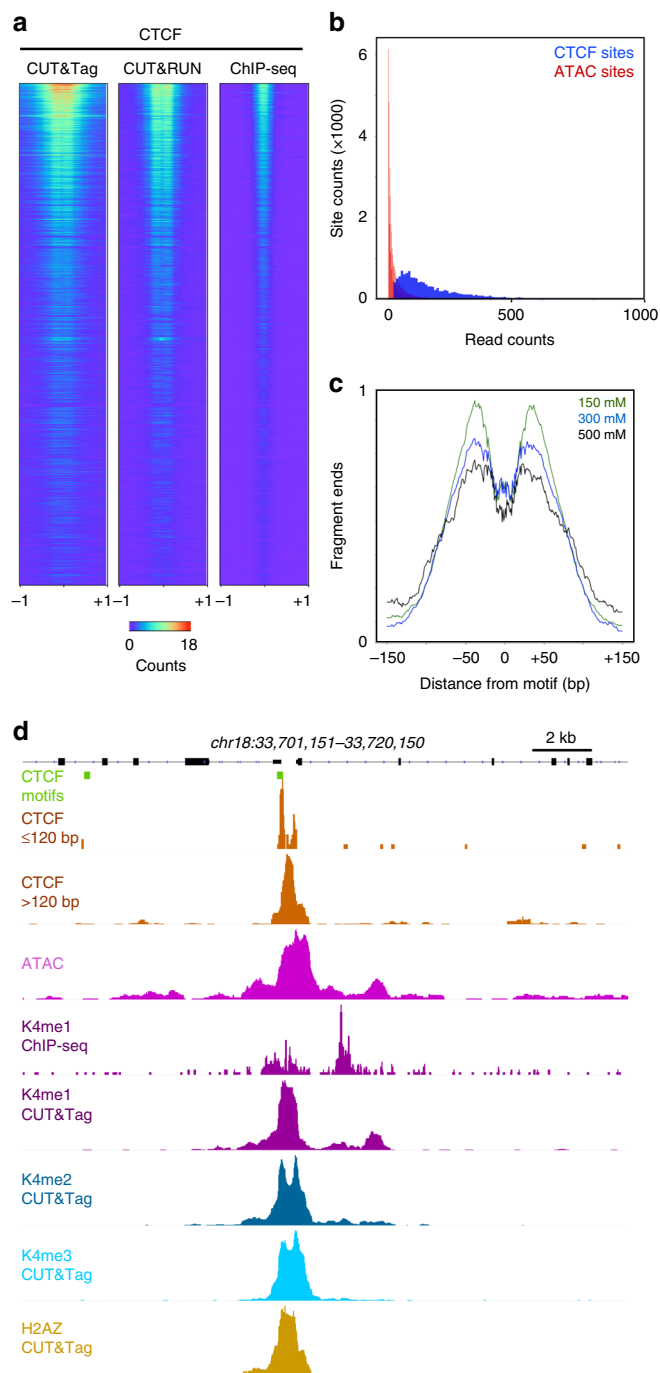 a
CTCF
CUT&Tag CUT&RUN ChIP-seq
−1 +1 −1 +1 −1 +1
0 18
Counts
b
CTCF sites
ATAC sites
Site counts (×1000)
6
4
2
0
0 500 1000
Read counts
c
150 mM
300 mM
500 mM
Fragment ends
1
0
−150 −50 0 +50 +150
Distance from motif (bp)
d
chr18:33,701,151–33,720,150
2 kb
CTCF
motifs
CTCF
≤120 bp
CTCF
>120 bp
ATAC
K4me1
ChIP-seq
K4me1
CUT&Tag
K4me2
CUT&Tag
K4me3
CUT&Tag
H2AZ
CUT&Tag